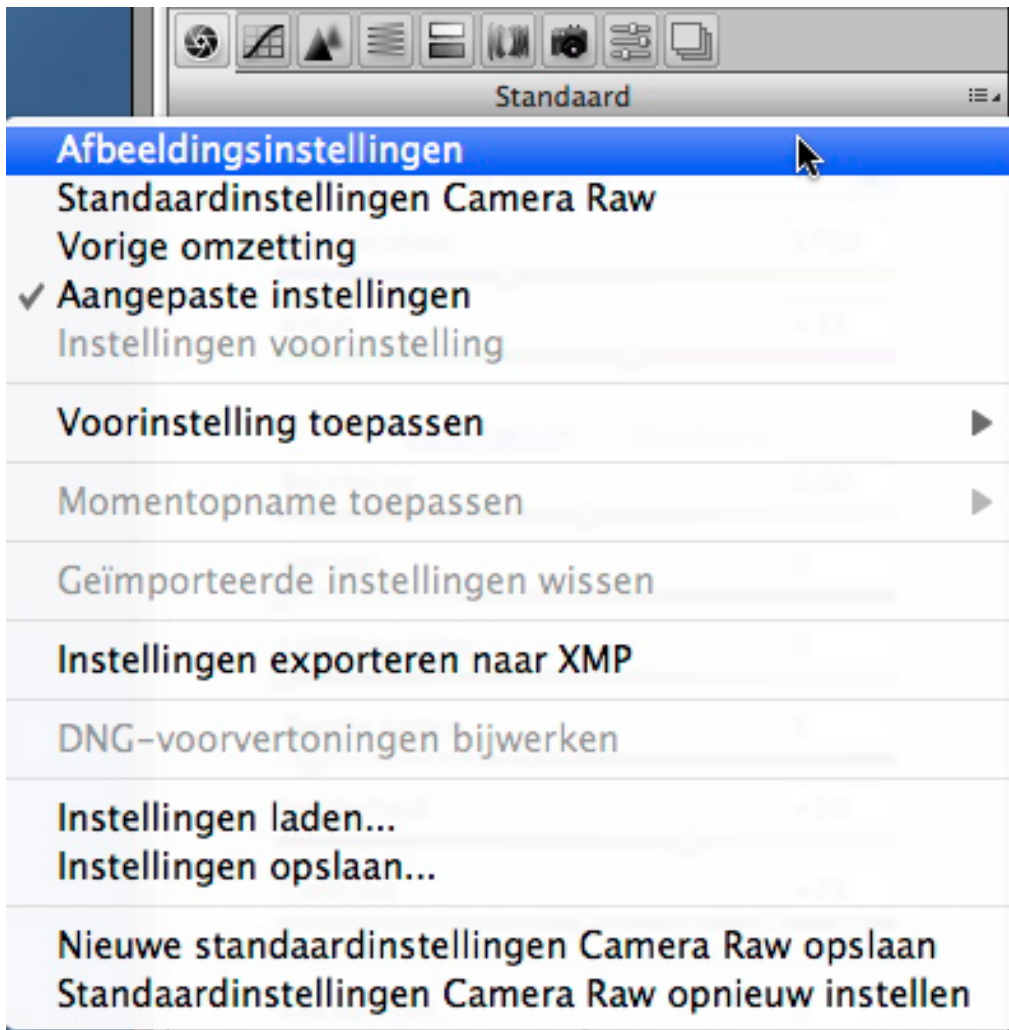 Standaard
Afbeeldingsinstellingen
Standaardinstellingen Camera Raw
Vorige omzetting
Aangepaste instellingen
Instellingen voorinstelling
Voorinstelling toepassen
Momentopname toepassen
Geïmporteerde instellingen wissen
Instellingen exporteren naar XMP
DNG-voorvertoningen bijwerken
Instellingen laden...
Instellingen opslaan...
Nieuwe standaardinstellingen Camera Raw opslaan
Standaardinstellingen Camera Raw opnieuw instellen